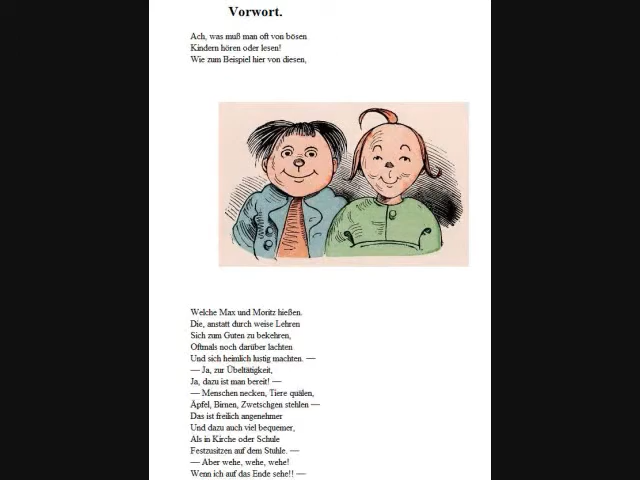 Vorwort.
Ach, was muß man oft von bösen
Kindern hören oder lesen!
Wie zum Beispiel hier von diesen,
Welche Max und Moritz hießen.
Die, anstatt durch weise Lehren
Sich zum Guten zu bekehren,
Oftmals noch darüber lachten
Und sich heimlich lustig machten. —
— Ja, zur Übeltätigkeit,
Ja, dazu ist man bereit! —
— Menschen necken, Tiere quälen,
Äpfel, Birnen, Zwetschgen stehlen —
Das ist freilich angenehmer
Und dazu auch viel bequemer,
Als in Kirche oder Schule
Festzusitzen auf dem Stuhle. —
— Aber wehe, wehe, wehe!
Wenn ich auf das Ende sehe!! —